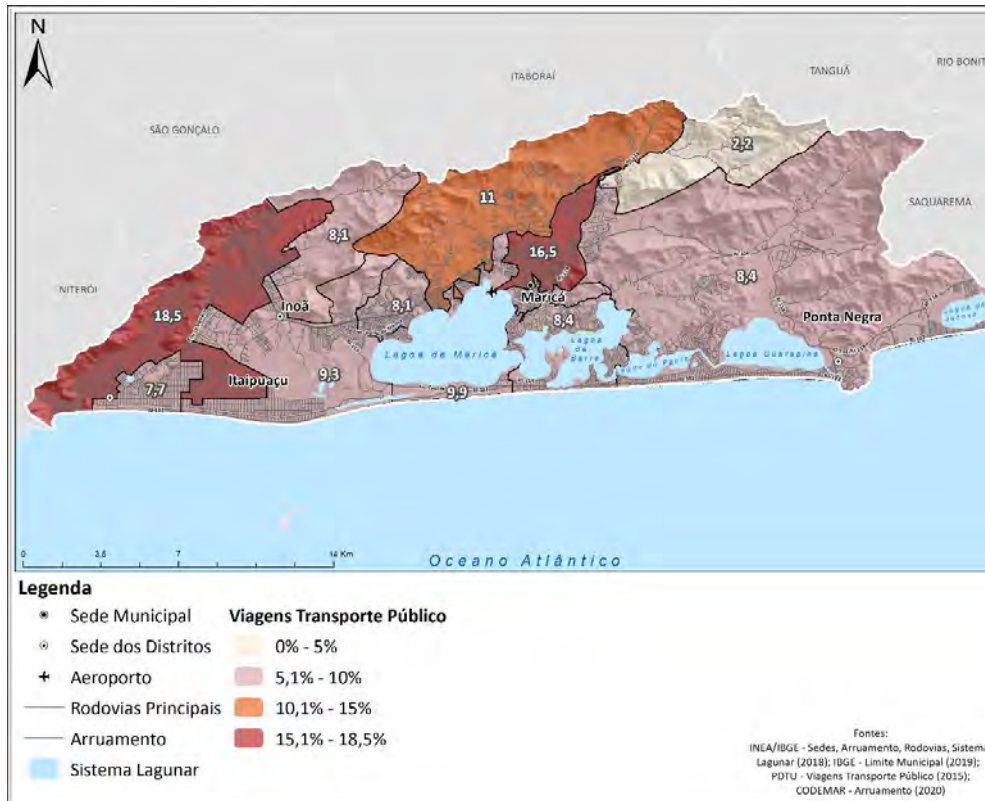 N
ITABORAÍ
TANGUÁ
RIO BONIT
SÃO GONÇALO
2,2
SAQUAREMA
11
8,1
16,5
8,4
NITERÓI
Maricá
Inoã
8,1
18,5
8,4
Ponta Negra
Lagoa de Maricá
Lagoa da Barra
Lagoa Guarapina
Itaipuaçu
9,3
7,7
9,9
0 3,5 7 14 Km
Oceano Atlântico
Legenda
Sede Municipal
Viagens Transporte Público
Sede dos Distritos
0% - 5%
Aeroporto
5,1% - 10%
Rodovias Principais
10,1% - 15%
Arruamento
15,1% - 18,5%
Sistema Lagunar
Fontes:
INEA/IBGE - Sedes, Arruamento, Rodovias, Sistema
Lagunar (2018); IBGE - Limite Municipal (2019);
PDTU - Viagens Transporte Público (2015);
CODEMAR - Arruamento (2020)